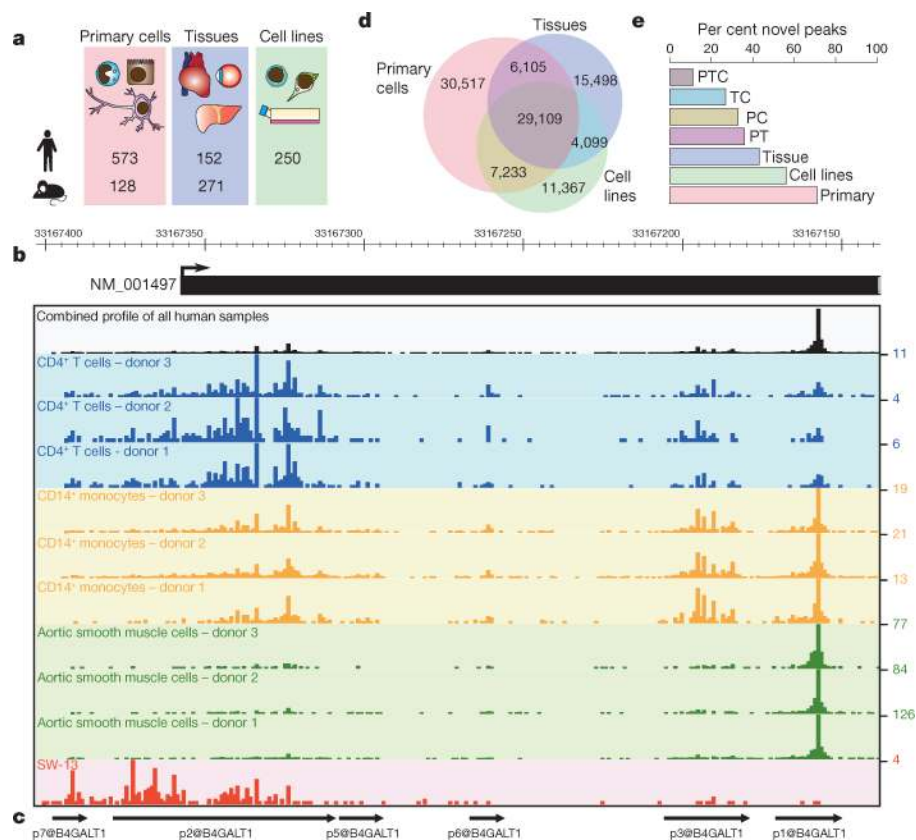 a
Primary cells Tissues Cell lines
573 152 250
128 271
d
Tissues
Primary cells
6,105
30,517
15,498
29,109
4,099
7,233
11,367
Cell lines
e
Per cent novel peaks
0 20 40 60 80 100
PTC
TC
PC
PT
Tissue
Cell lines
Primary
33167400 33167350 33167300 33167250 33167200 33167150
b
NM_001497
Combined profile of all human samples
11
CD4⁺ T cells – donor 3
4
CD4⁺ T cells – donor 2
6
CD4⁺ T cells - donor 1
19
CD14⁺ monocytes – donor 3
21
CD14⁺ monocytes – donor 2
13
CD14⁺ monocytes – donor 1
77
Aortic smooth muscle cells – donor 3
84
Aortic smooth muscle cells – donor 2
126
Aortic smooth muscle cells – donor 1
4
SW-13
c
p7@B4GALT1 p2@B4GALT1 p5@B4GALT1 p6@B4GALT1 p3@B4GALT1 p1@B4GALT1